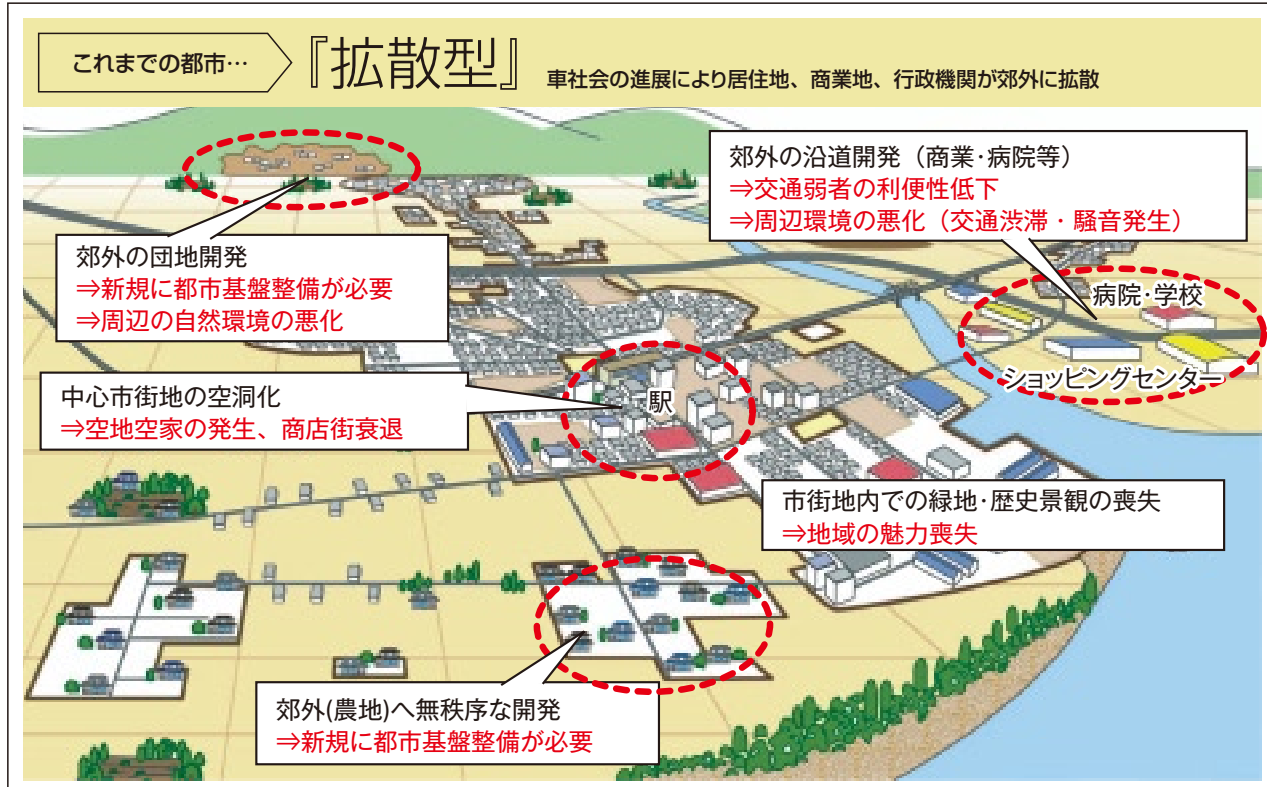 これまでの都市…
『拡散型』
車社会の進展により居住地、商業地、行政機関が郊外に拡散
郊外の沿道開発（商業・病院等）
⇒交通弱者の利便性低下
⇒周辺環境の悪化（交通渋滞・騒音発生）
郊外の団地開発
⇒新規に都市基盤整備が必要
⇒周辺の自然環境の悪化
病院・学校
ショッピングセンター
中心市街地の空洞化
⇒空地空家の発生、商店街衰退
駅
市街地内での緑地・歴史景観の喪失
⇒地域の魅力喪失
郊外(農地)へ無秩序な開発
⇒新規に都市基盤整備が必要